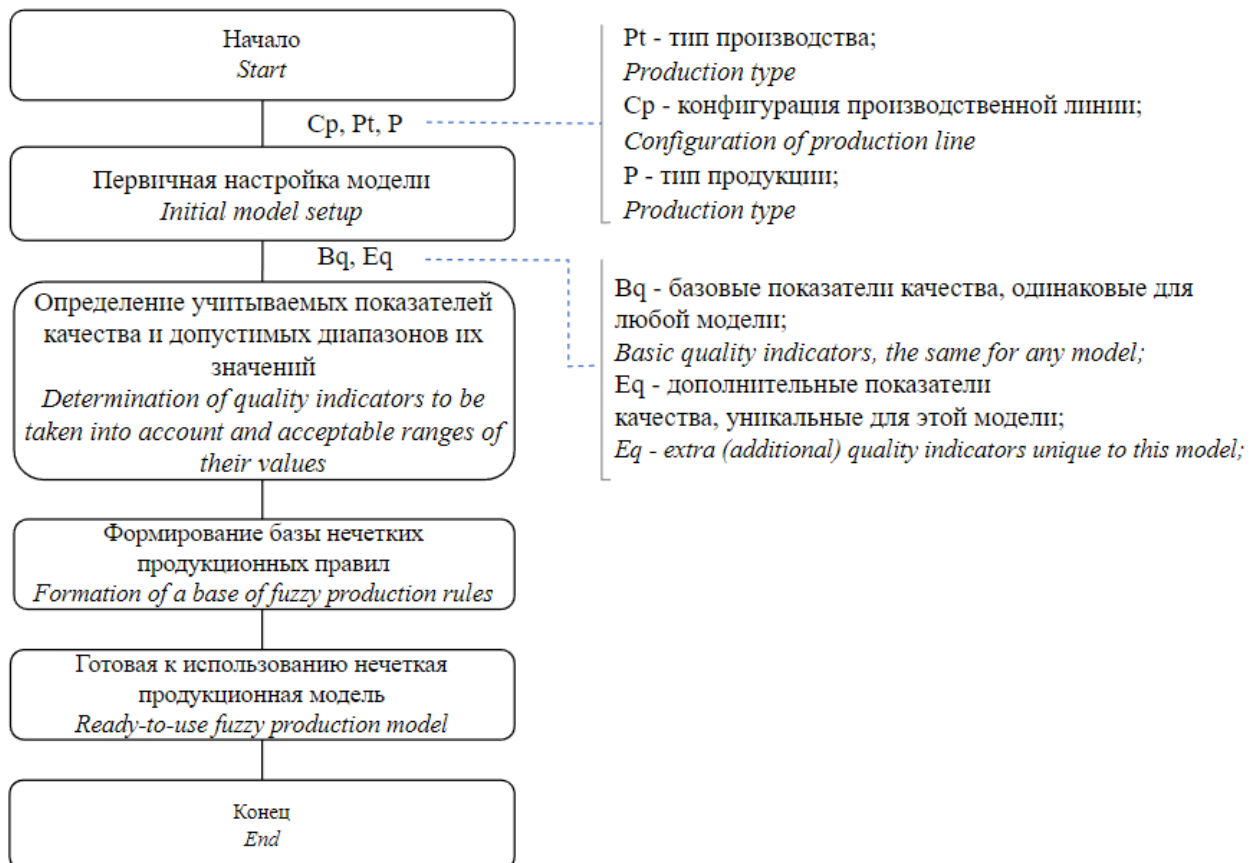 Начало
Start
Cp, Pt, P
Pt - тип производства;
Production type
Cp - конфигурация производственной линии;
Configuration of production line
P - тип продукции;
Production type
Первичная настройка модели
Initial model setup
Bq, Eq
Bq - базовые показатели качества, одинаковые для
любой модели;
Basic quality indicators, the same for any model;
Eq - дополнительные показатели
качества, уникальные для этой модели;
Eq - extra (additional) quality indicators unique to this model;
Определение учитываемых показателей
качества и допустимых диапазонов их
значений
Determination of quality indicators to be
taken into account and acceptable ranges of
their values
Формирование базы нечетких
продукционных правил
Formation of a base of fuzzy production rules
Готовая к использованию нечеткая
продукционная модель
Ready-to-use fuzzy production model
Конец
End